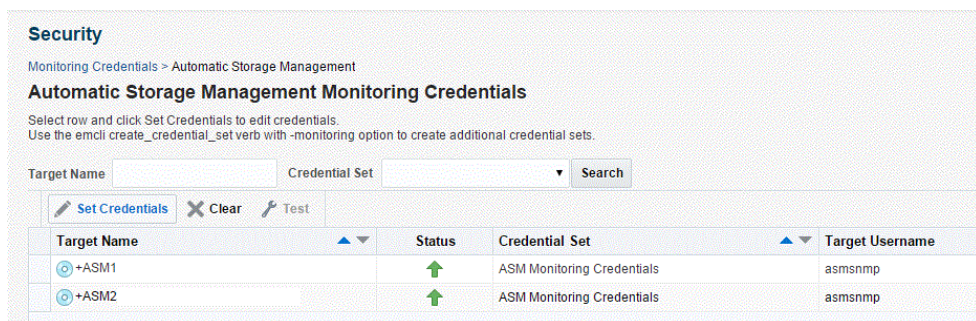 Security
Monitoring Credentials > Automatic Storage Management
Automatic Storage Management Monitoring Credentials
Select row and click Set Credentials to edit credentials.
Use the emcli create_credential_set verb with -monitoring option to create additional credential sets.
Target Name Credential Set Search
Set Credentials Clear Test
Target Name Status Credential Set Target Username
+ASM1 ASM Monitoring Credentials asmsnmp
+ASM2 ASM Monitoring Credentials asmsnmp